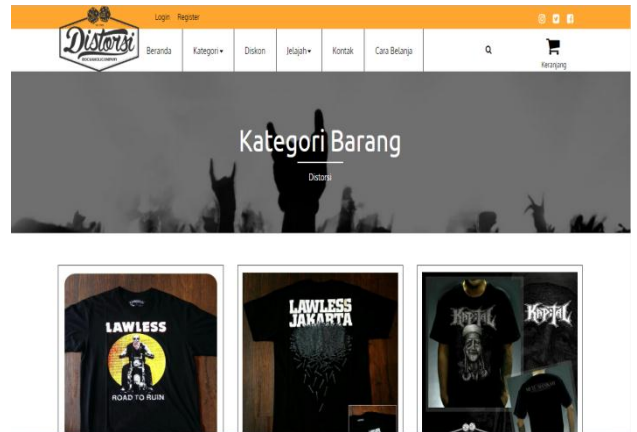 Login Register
Distorsi
Beranda Kategori Diskon Jelajah Kontak Cara Belanja
Keranjang
Kategori Barang
Distorsi
LAWLESS
ROAD TO RUIN
LAWLESS
JAKARTA
KAPITAL
KAPITAL